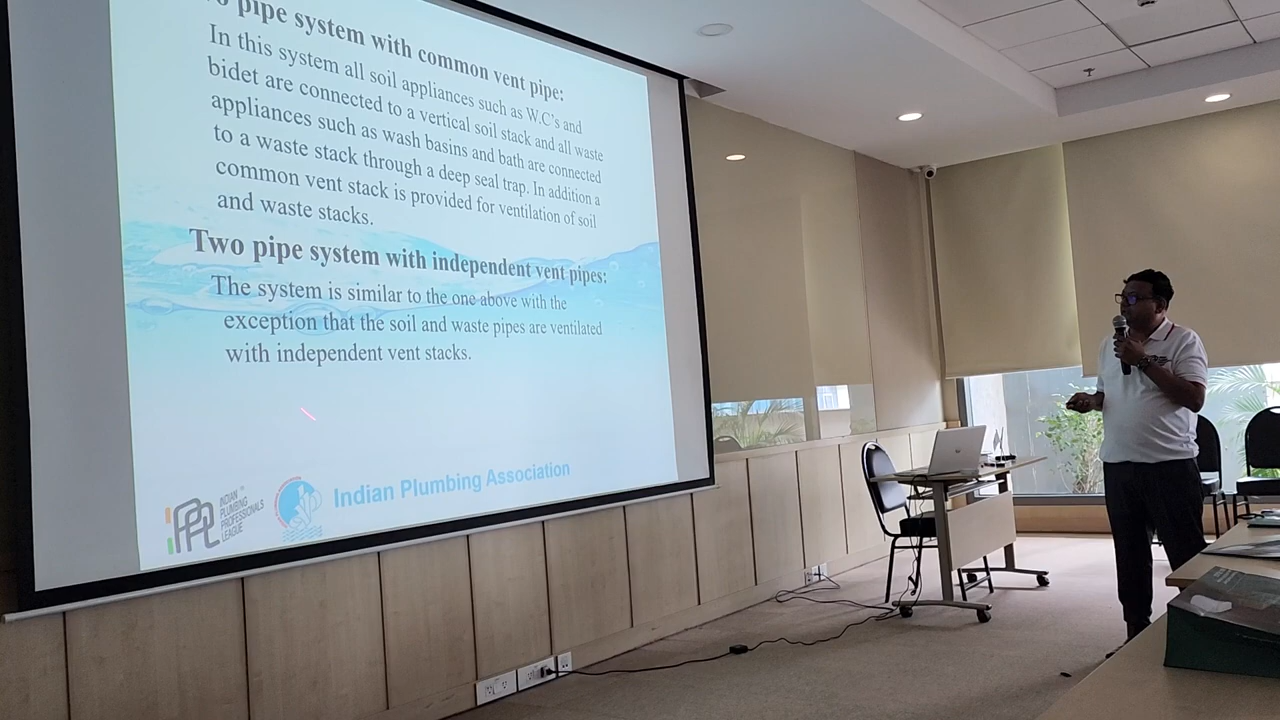 pipe system with common vent pipe:
In this system all soil appliances such as W.C's and
bidet are connected to a vertical soil stack and all waste
appliances such as wash basins and bath are connected
to a waste stack through a deep seal trap. In addition a
common vent stack is provided for ventilation of soil
and waste stacks.
Two pipe system with independent vent pipes:
The system is similar to the one above with the
exception that the soil and waste pipes are ventilated
with independent vent stacks.
IPPL
INDIAN
PLUMBING
PROFESSIONALS
LEAGUE
TM
Indian Plumbing Association